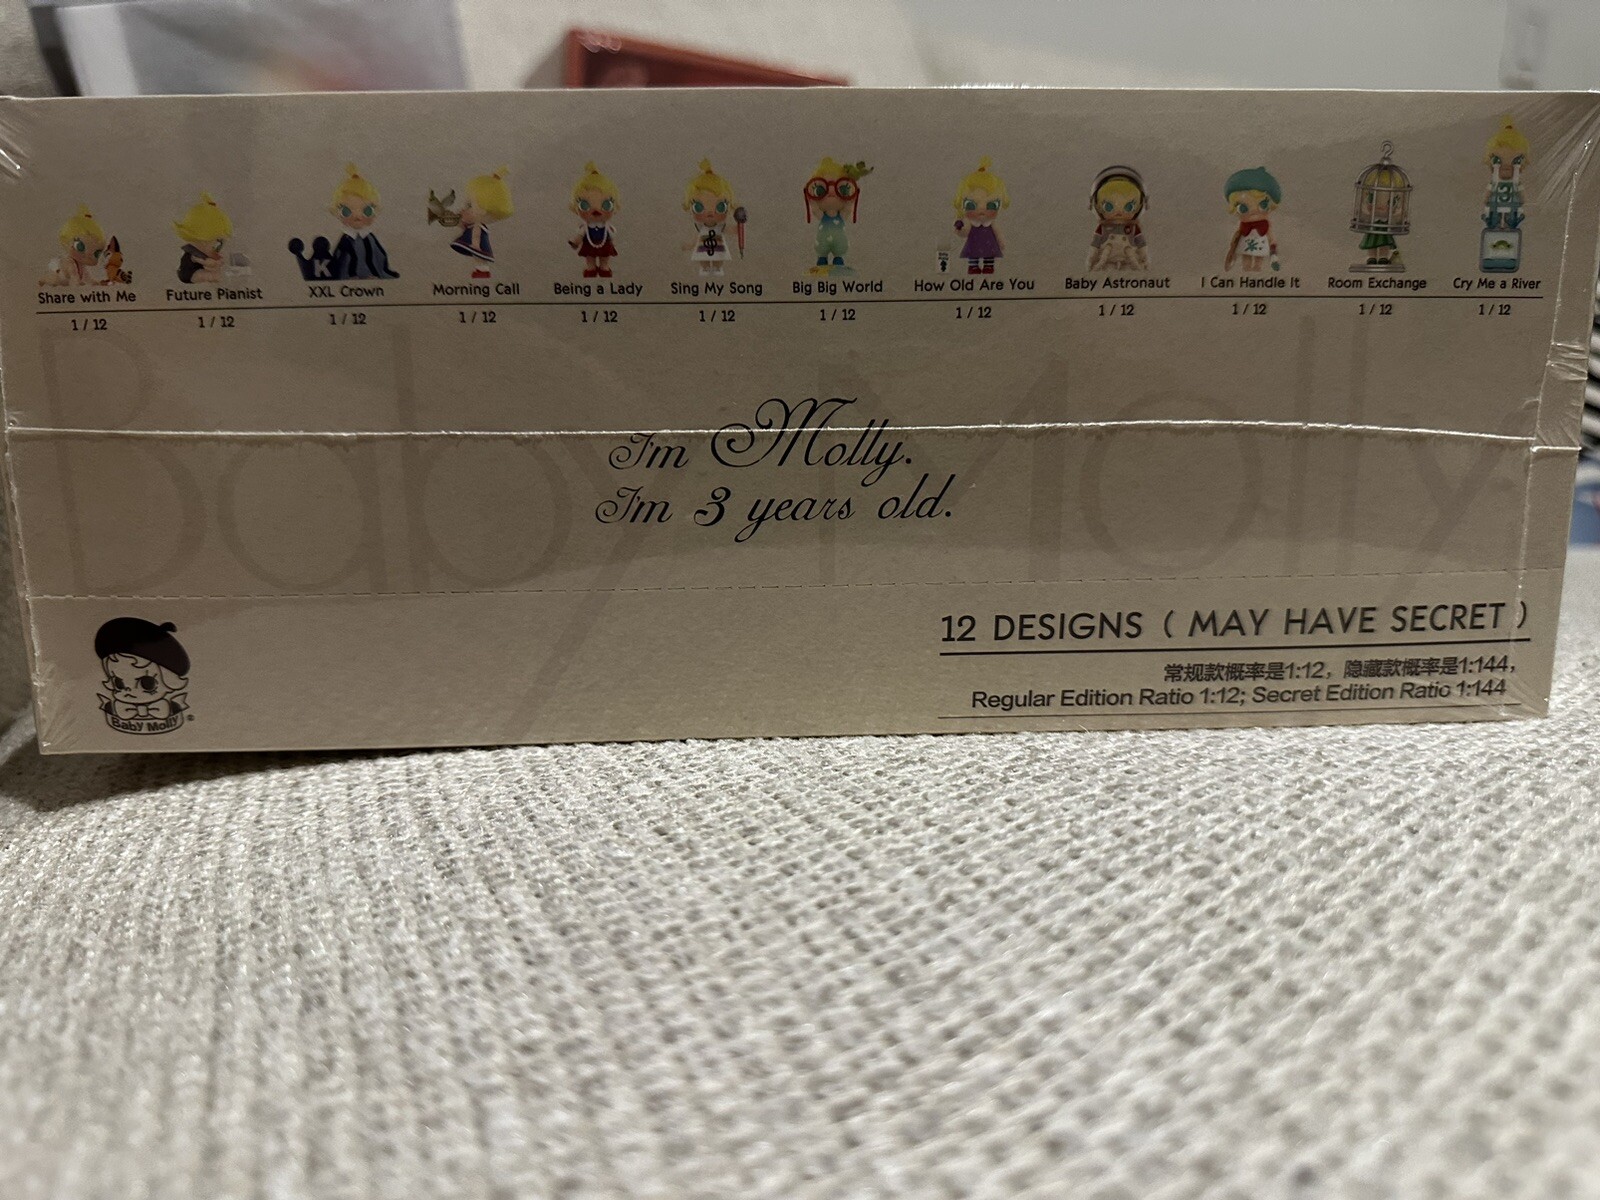 Share with Me Future Pianist XXL Crown Morning Call Being a Lady Sing My Song Big Big World How Old Are You Baby Astronaut I Can Handle It Room Exchange Cry Me a River
1 / 12 1 / 12 1 / 12 1 / 12 1 / 12 1 / 12 1 / 12 1 / 12 1 / 12 1 / 12 1 / 12 1 / 12
Baby Molly
I'm Molly.
I'm 3 years old.
12 DESIGNS ( MAY HAVE SECRET )
常规款概率是1:12，隐藏款概率是1:144，
Regular Edition Ratio 1:12; Secret Edition Ratio 1:144
Baby Molly®
K